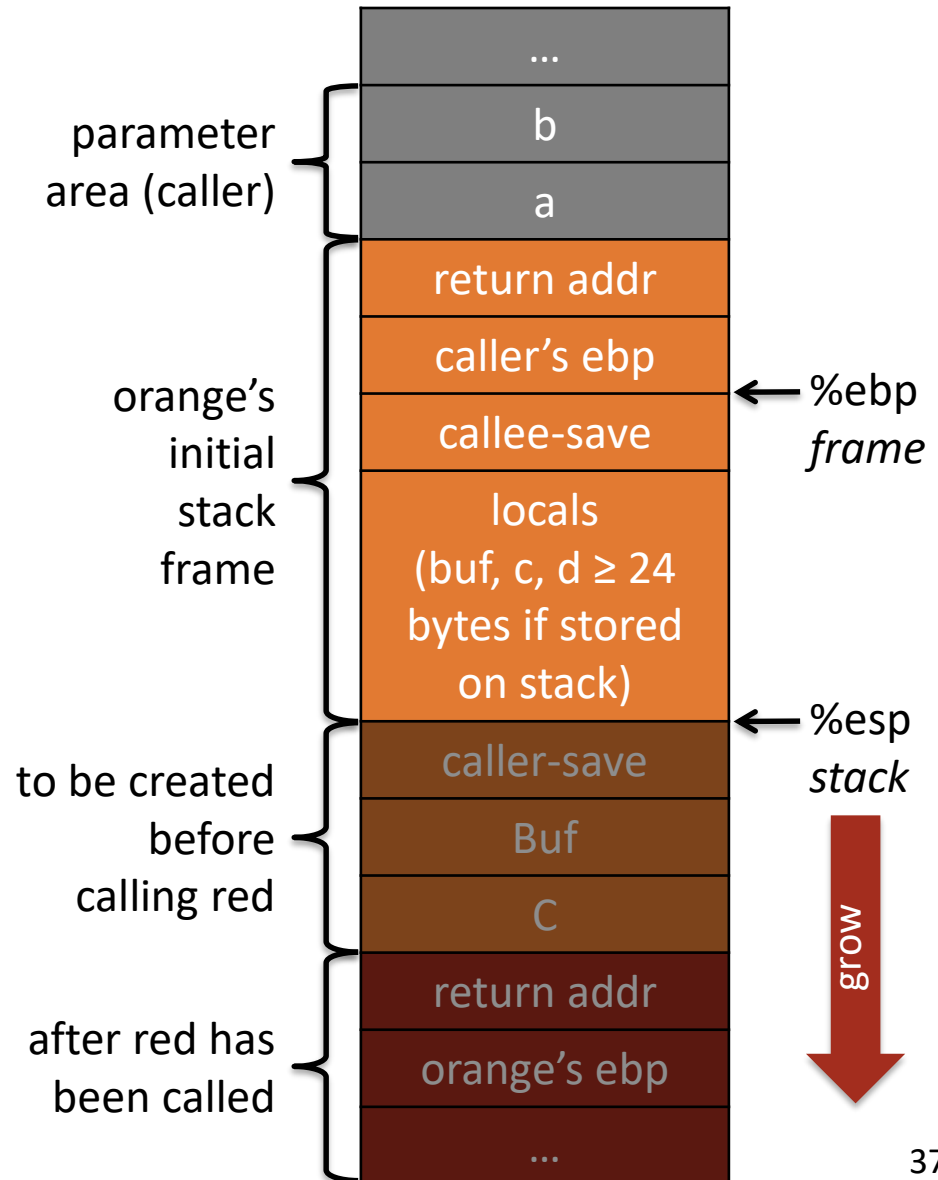 ...
parameter
area (caller)
b
a
orange's
initial
stack
frame
return addr
caller's ebp
callee-save
locals
(buf, c, d ≥ 24
bytes if stored
on stack)
%ebp
frame
%esp
stack
to be created
before
calling red
caller-save
Buf
C
grow
after red has
been called
return addr
orange's ebp
...
37